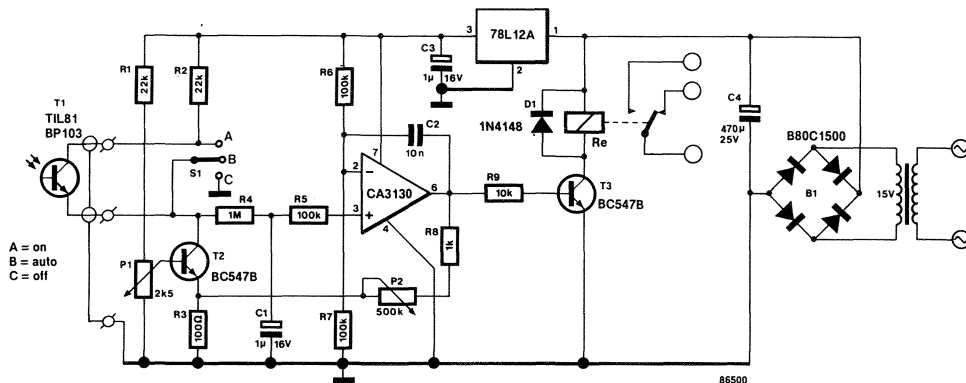 3
78L12A
1
2
C3
1µ
16V
R1
22k
R2
22k
R6
100k
C2
10n
D1
1N4148
Re
C4
470µ
25V
B80C1500
B1
15V
T1
TIL81
BP103
A
B
C
S1
R4
1M
R5
100k
7
2
3
4
6
CA3130
R9
10k
T3
BC547B
R8
1k
A = on
B = auto
C = off
P1
2k5
T2
BC547B
P2
500k
R3
100Ω
C1
1µ
16V
R7
100k
86500